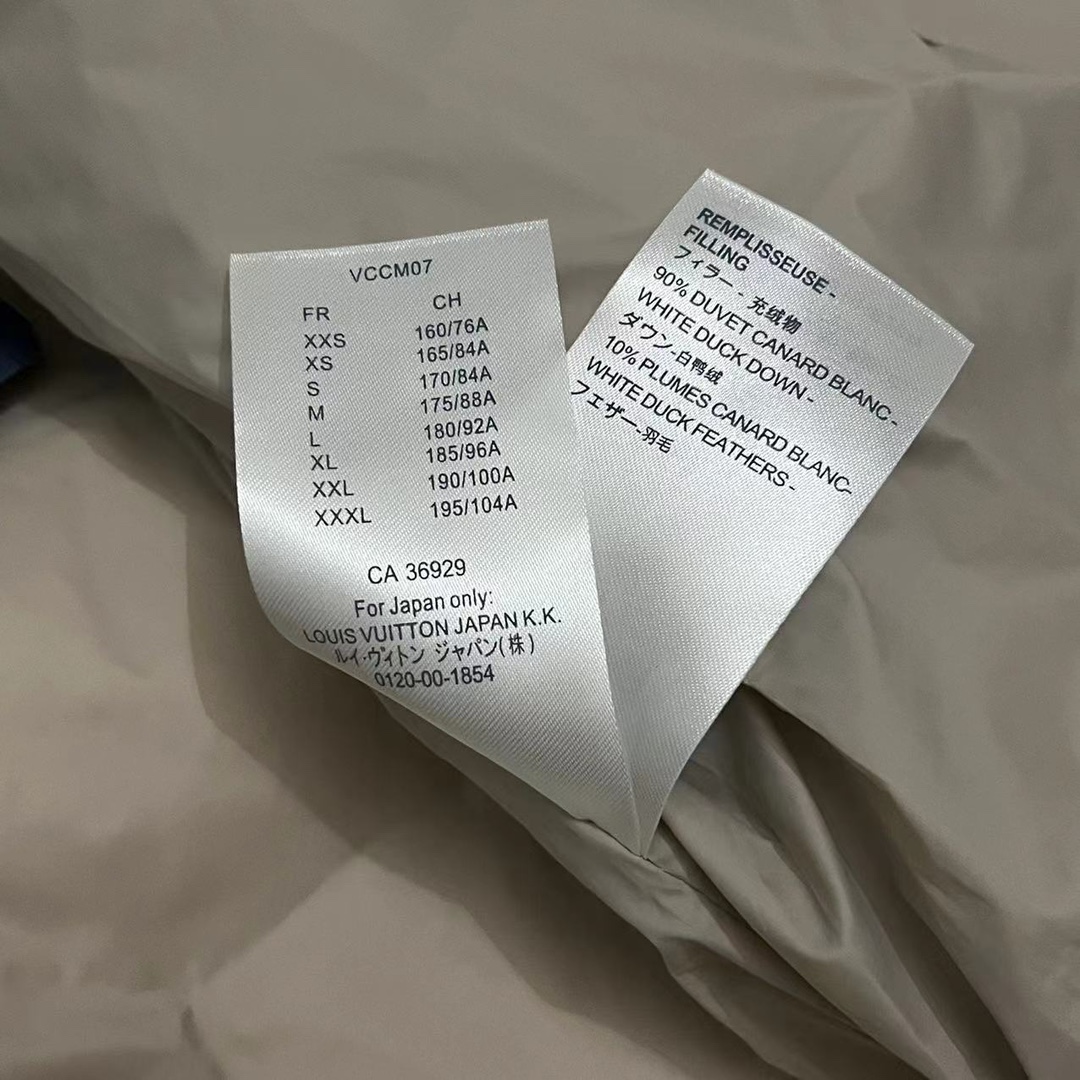 VCCM07
FR CH
XXS 160/76A
XS 165/84A
S 170/84A
M 175/88A
L 180/92A
XL 185/96A
XXL 190/100A
XXXL 195/104A
CA 36929
For Japan only:
LOUIS VUITTON JAPAN K.K.
ルイ・ヴィトン ジャパン(株)
0120-00-1854
REMPLISSEUSE -
FILLING
フィラー - 充绒物
90% DUVET CANARD BLANC -
WHITE DUCK DOWN -
ダウン-白鸭绒
10% PLUMES CANARD BLANC-
WHITE DUCK FEATHERS -
フェザー-羽毛